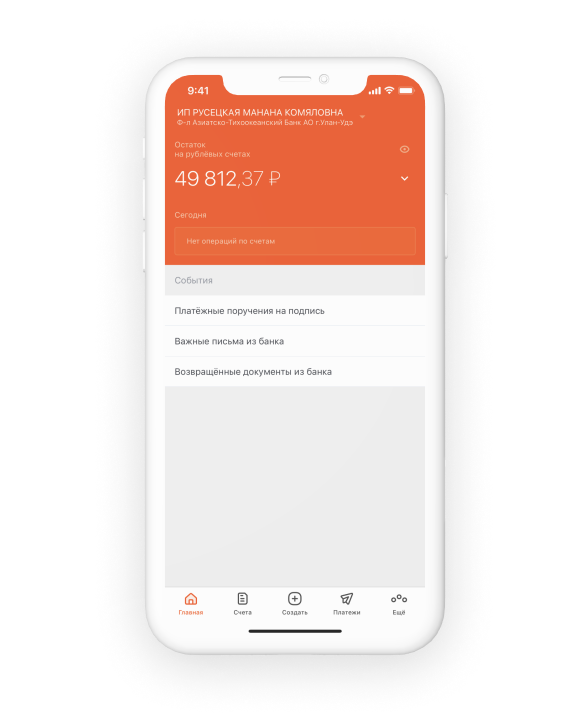 9:41
ИП РУСЕЦКАЯ МАНАНА КОМЯЛОВНА
Ф-л Азиатско-Тихоокеанский Банк АО г.Улан-Удэ
Остаток
на рублёвых счетах
49 812,37 ₽
Сегодня
Нет операций по счетам
События
Платёжные поручения на подпись
Важные письма из банка
Возвращённые документы из банка
Главная Счета Создать Платежи Ещё